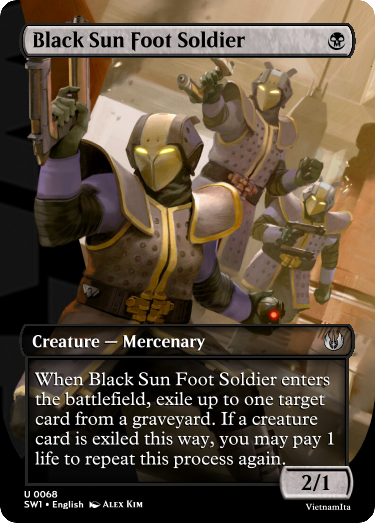 Black Sun Foot Soldier
Creature — Mercenary
When Black Sun Foot Soldier enters
the battlefield, exile up to one target
card from a graveyard. If a creature
card is exiled this way, you may pay 1
life to repeat this process again.
2/1
U 0068
SW1 • English Alex Kim
VietnamIta